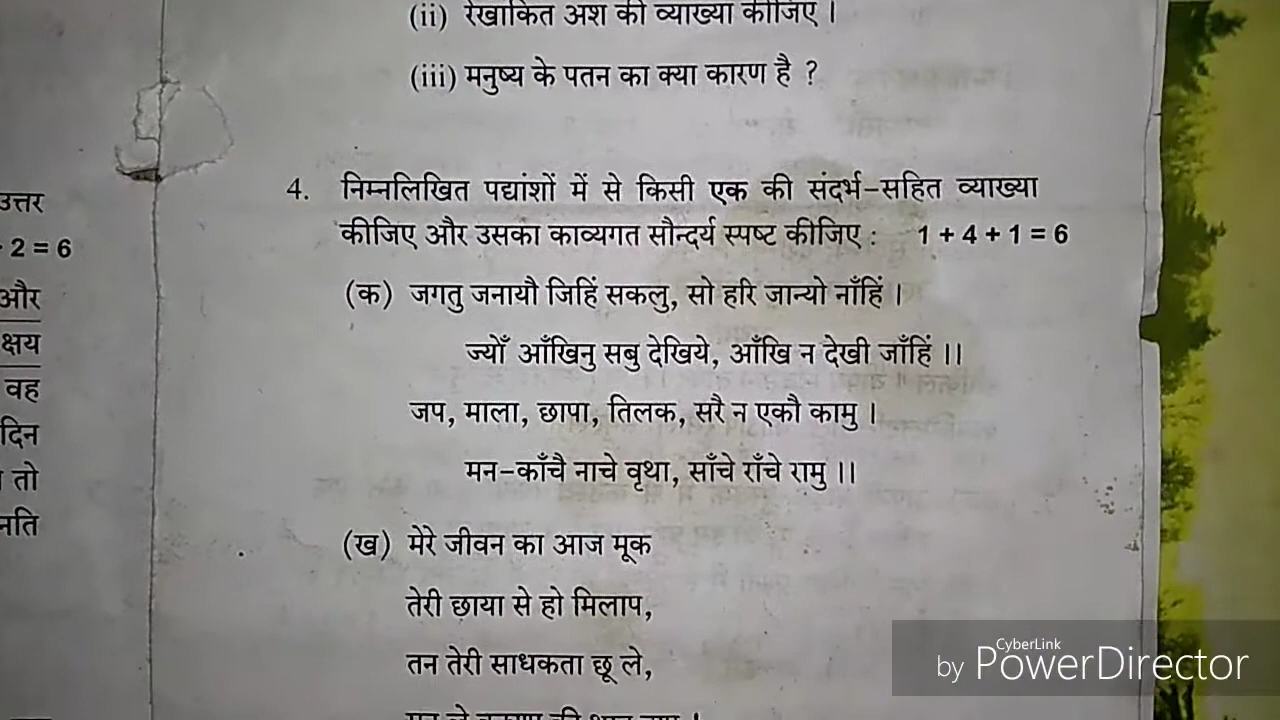 (ii) रेखांकित अंश की व्याख्या कीजिए ।
(iii) मनुष्य के पतन का क्या कारण है ?
4. निम्नलिखित पद्यांशों में से किसी एक की संदर्भ-सहित व्याख्या
कीजिए और उसका काव्यगत सौन्दर्य स्पष्ट कीजिए : 1 + 4 + 1 = 6
(क) जगतु जनायौ जिहिं सकलु, सो हरि जान्यो नाँहिं ।
ज्यौँ आँखिनु सबु देखिये, आँखि न देखी जाँहिं ।।
जप, माला, छापा, तिलक, सरै न एकौ कामु ।
मन-काँचै नाचे वृथा, साँचे राँचे रामु ।।
(ख) मेरे जीवन का आज मूक
तेरी छाया से हो मिलाप,
तन तेरी साधकता छू ले,
उत्तर
2 = 6
और
क्षय
वह
दिन
तो
नति
CyberLink
by PowerDirector